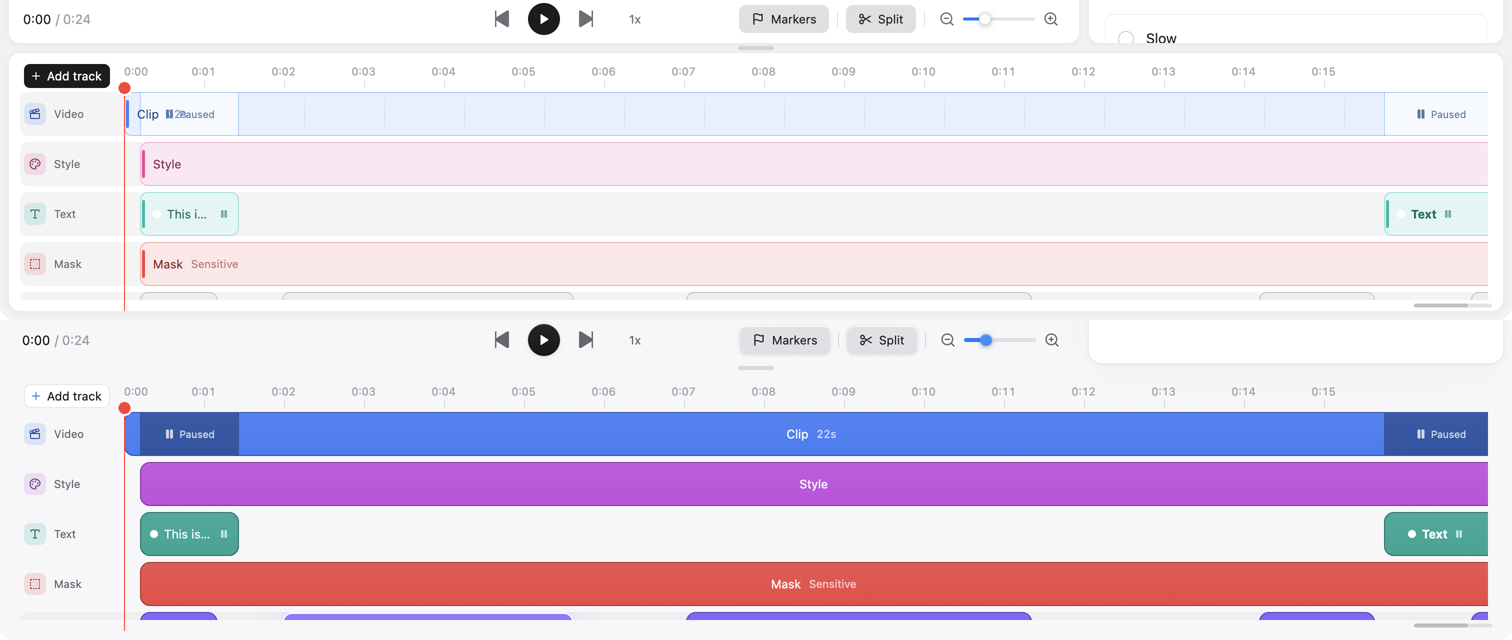 0:00 / 0:24 1x Markers Split
Slow
+ Add track 0:00 0:01 0:02 0:03 0:04 0:05 0:06 0:07 0:08 0:09 0:10 0:11 0:12 0:13 0:14 0:15
Video Clip Paused Paused
Style Style
Text This i... Text
Mask Mask Sensitive
0:00 / 0:24 1x Markers Split
+ Add track 0:00 0:01 0:02 0:03 0:04 0:05 0:06 0:07 0:08 0:09 0:10 0:11 0:12 0:13 0:14 0:15
Video Paused Clip 22s Paused
Style Style
Text This is... Text
Mask Mask Sensitive